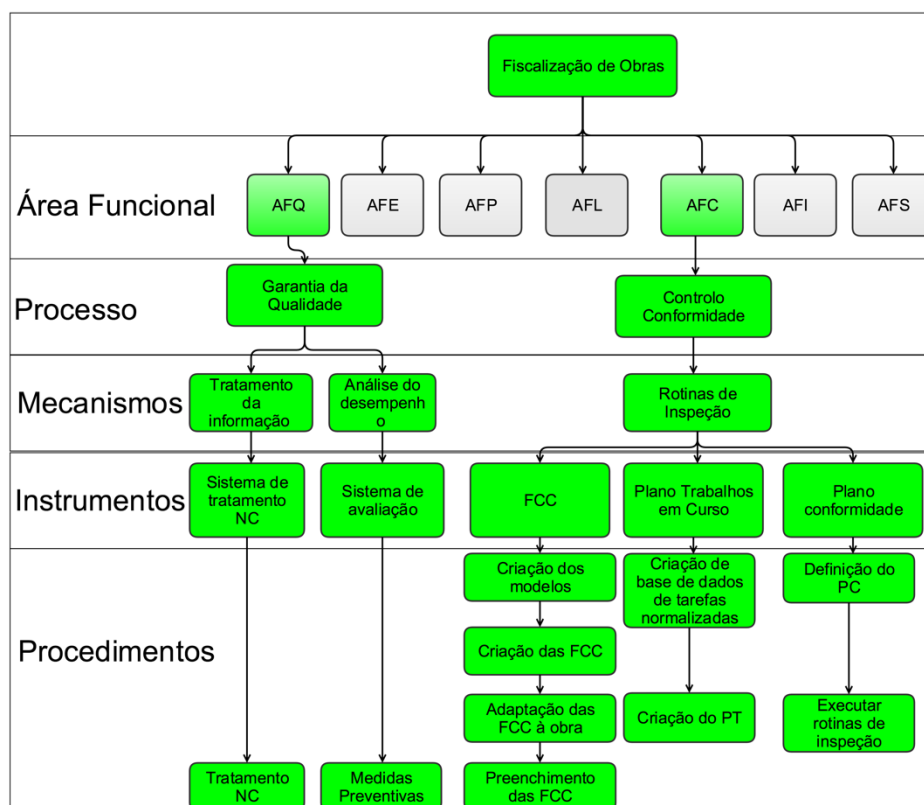 Fiscalização de Obras
Área Funcional
AFQ
AFE
AFP
AFL
AFC
AFI
AFS
Processo
Garantia da
Qualidade
Controlo
Conformidade
Mecanismos
Tratamento
da
informação
Análise do
desempenh
o
Rotinas de
Inspeção
Instrumentos
Sistema de
tratamento
NC
Sistema de
avaliação
FCC
Plano Trabalhos
em Curso
Plano
conformidade
Procedimentos
Criação dos
modelos
Criação de
base de dados
de tarefas
normalizadas
Definição do
PC
Criação das FCC
Adaptação das
FCC à obra
Criação do PT
Executar
rotinas de
inspeção
Tratamento
NC
Medidas
Preventivas
Preenchimento
das FCC